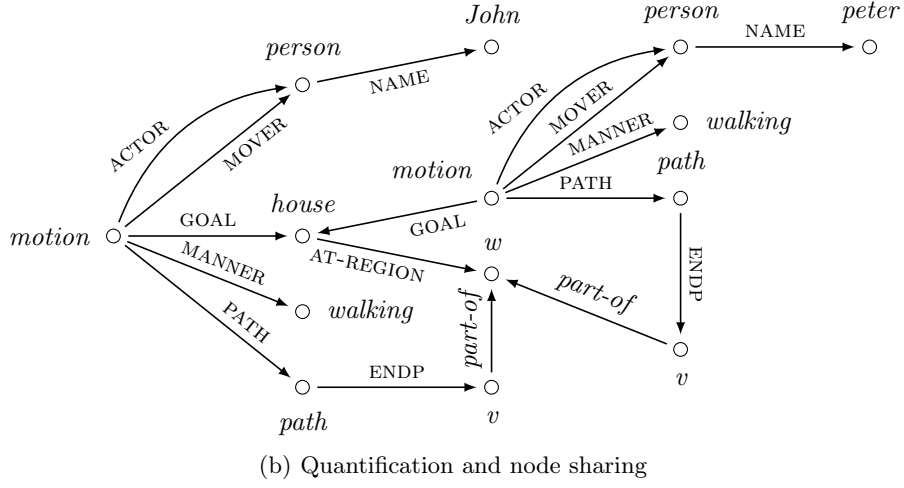 John
person
peter
person
NAME
NAME
ACTOR
MOVER
ACTOR
MOVER
MANNER
walking
motion
path
PATH
house
GOAL
GOAL
motion
w
AT-REGION
MANNER
ENDP
part-of
walking
part-of
PATH
ENDP
v
path
v
(b) Quantification and node sharing